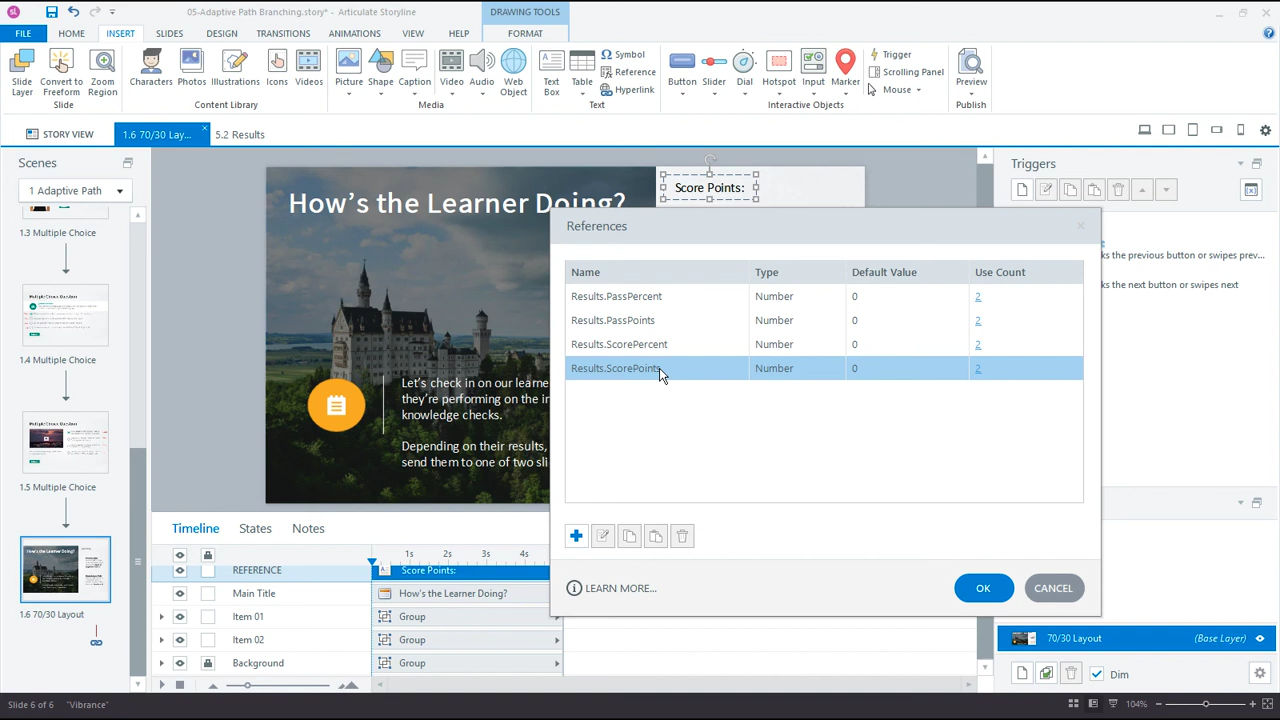 05-Adaptive Path Branching.story* - Articulate Storyline
DRAWING TOOLS
FILE
HOME
INSERT
SLIDES
DESIGN
TRANSITIONS
ANIMATIONS
VIEW
HELP
FORMAT
Slide Layer
Convert to Freeform
Zoom Region
Characters
Photos
Illustrations
Icons
Videos
Picture
Shape
Caption
Video
Audio
Web Object
Text Box
Table
Symbol
Reference
Hyperlink
Button
Slider
Dial
Hotspot
Input
Marker
Trigger
Scrolling Panel
Mouse
Preview
Slide
Content Library
Media
Text
Interactive Objects
Publish
STORY VIEW
1.6 70/30 Lay...
5.2 Results
Scenes
1 Adaptive Path
1.3 Multiple Choice
Multiple Choice Question
1.4 Multiple Choice
1.5 Multiple Choice
How's the Learner Doing?
1.6 70/30 Layout
How's the Learner Doing?
Score Points:
Let's check in on our learne
they're performing on the in
knowledge checks.
Depending on their results,
send them to one of two sli
References
Name Type Default Value Use Count
Results.PassPercent Number 0 2
Results.PassPoints Number 0 2
Results.ScorePercent Number 0 2
Results.ScorePoints Number 0 2
LEARN MORE...
OK
CANCEL
Triggers
ks the previous button or swipes prev...
ks the next button or swipes next
70/30 Layout (Base Layer)
Dim
Timeline
States
Notes
1s 2s 3s 4s
REFERENCE Score Points:
Main Title How's the Learner Doing?
Item 01 Group
Item 02 Group
Background Group
Slide 6 of 6
"Vibrance"
104%